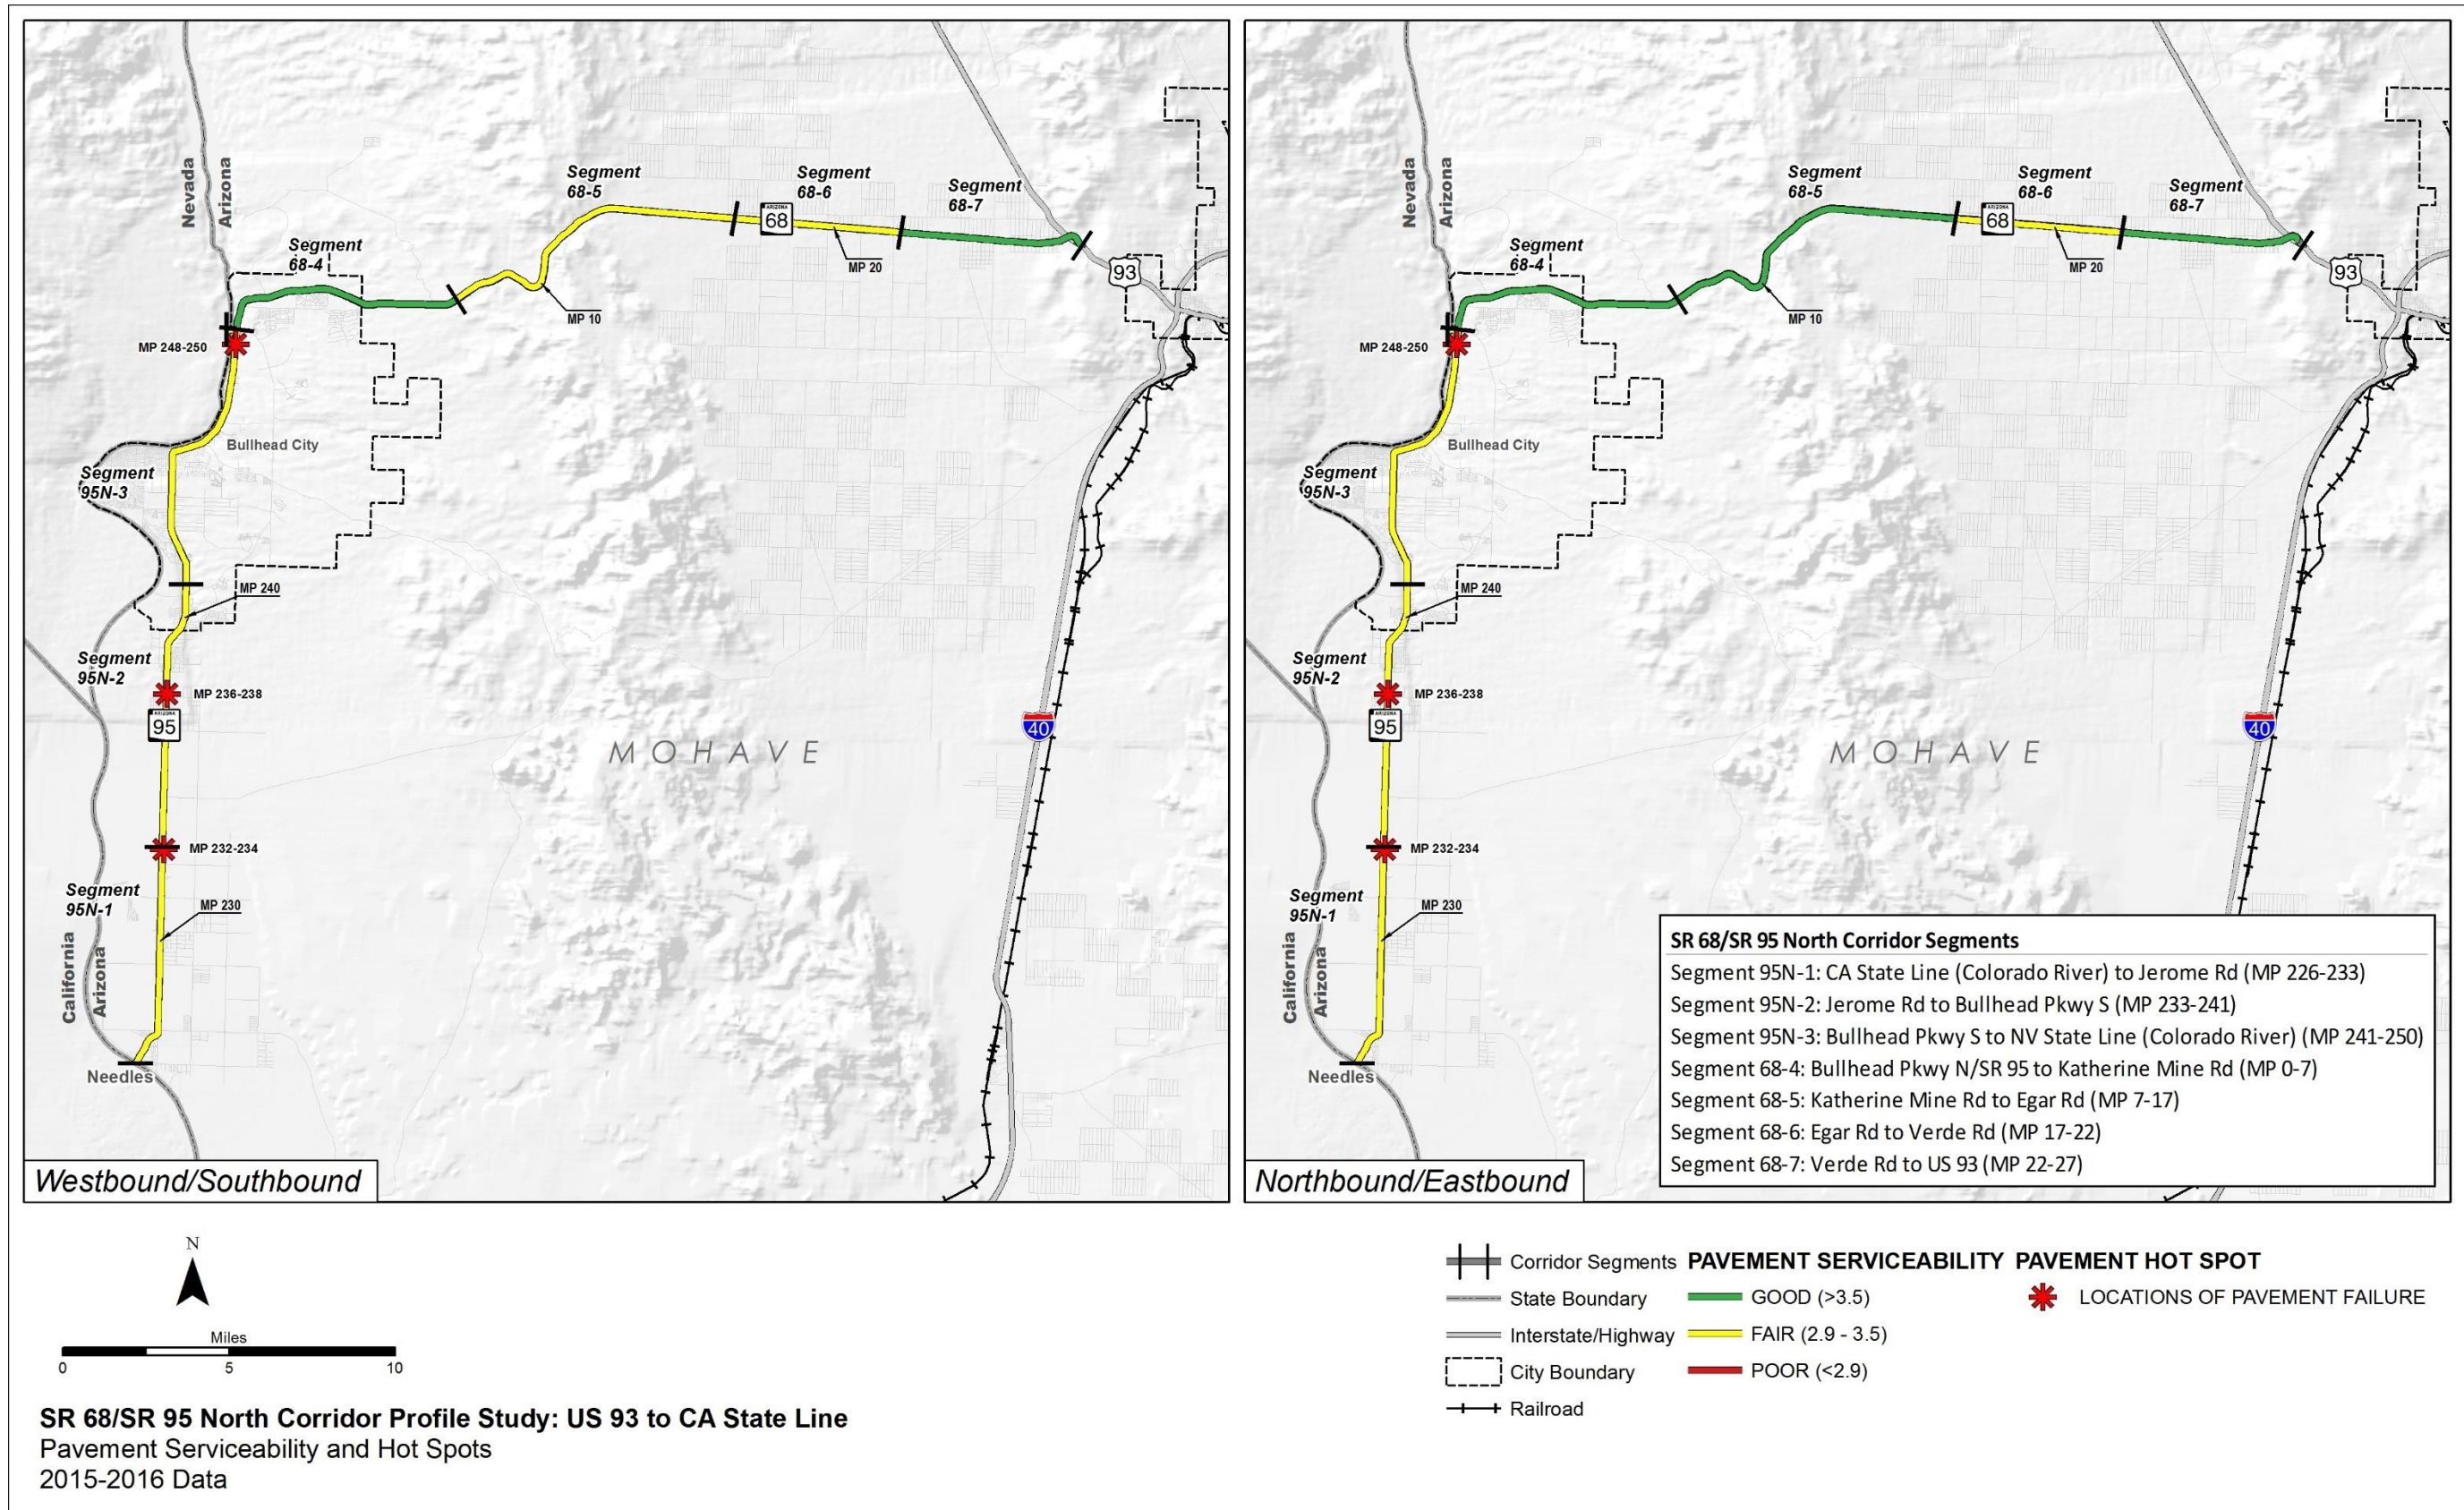 Nevada
Arizona
Segment
68-4
Segment
68-5
Segment
68-6
Segment
68-7
ARIZONA
68
MP 20
MP 10
93
MP 248-250
Bullhead City
Segment
95N-3
MP 240
Segment
95N-2
MP 236-238
ARIZONA
95
MOHAVE
40
MP 232-234
Segment
95N-1
MP 230
California
Arizona
Needles
Westbound/Southbound
Nevada
Arizona
Segment
68-4
Segment
68-5
Segment
68-6
Segment
68-7
ARIZONA
68
MP 20
MP 10
93
MP 248-250
Bullhead City
Segment
95N-3
MP 240
Segment
95N-2
MP 236-238
ARIZONA
95
MOHAVE
40
MP 232-234
Segment
95N-1
MP 230
California
Arizona
Needles
Northbound/Eastbound
SR 68/SR 95 North Corridor Segments
Segment 95N-1: CA State Line (Colorado River) to Jerome Rd (MP 226-233)
Segment 95N-2: Jerome Rd to Bullhead Pkwy S (MP 233-241)
Segment 95N-3: Bullhead Pkwy S to NV State Line (Colorado River) (MP 241-250)
Segment 68-4: Bullhead Pkwy N/SR 95 to Katherine Mine Rd (MP 0-7)
Segment 68-5: Katherine Mine Rd to Egar Rd (MP 7-17)
Segment 68-6: Egar Rd to Verde Rd (MP 17-22)
Segment 68-7: Verde Rd to US 93 (MP 22-27)
N
Miles
0 5 10
SR 68/SR 95 North Corridor Profile Study: US 93 to CA State Line
Pavement Serviceability and Hot Spots
2015-2016 Data
Corridor Segments
State Boundary
Interstate/Highway
City Boundary
Railroad
PAVEMENT SERVICEABILITY
GOOD (>3.5)
FAIR (2.9 - 3.5)
POOR (<2.9)
PAVEMENT HOT SPOT
LOCATIONS OF PAVEMENT FAILURE